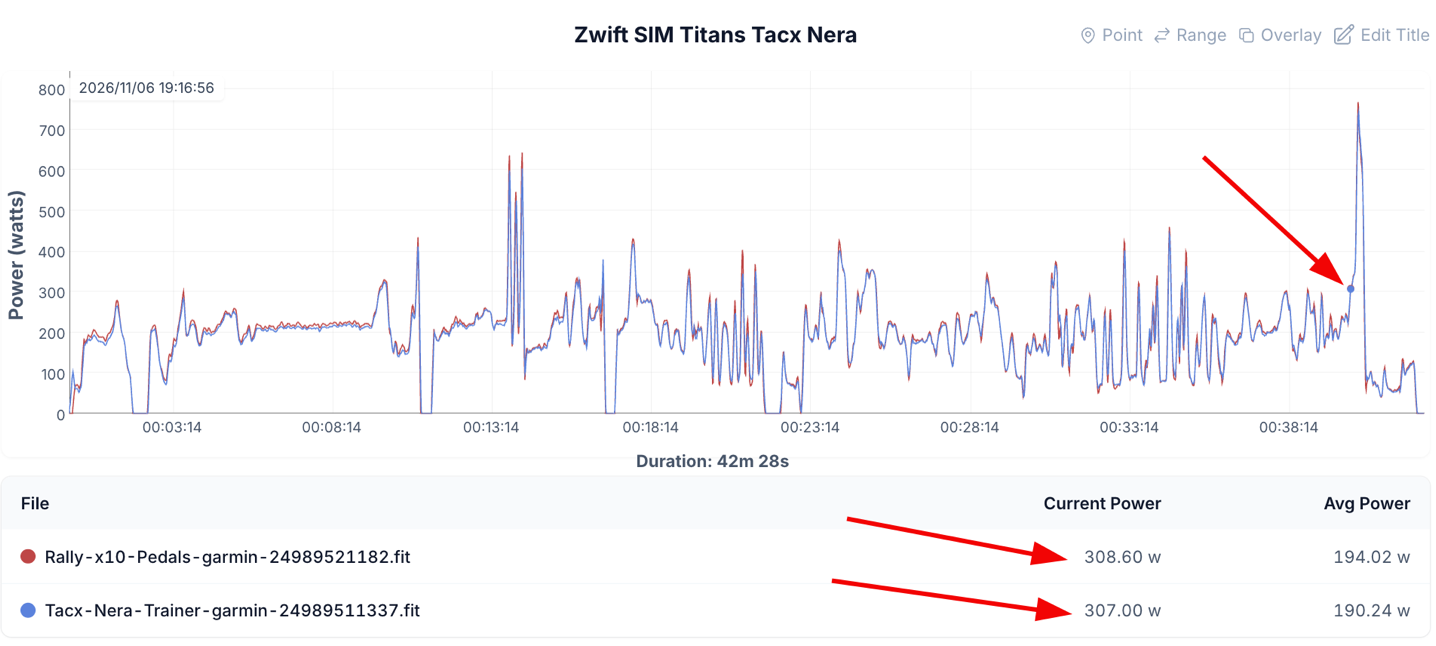 Zwift SIM Titans Tacx Nera
Point Range Overlay Edit Title
2026/11/06 19:16:56
Power (watts)
800
700
600
500
400
300
200
100
0
00:03:14 00:08:14 00:13:14 00:18:14 00:23:14 00:28:14 00:33:14 00:38:14
Duration: 42m 28s
File Current Power Avg Power
Rally-x10-Pedals-garmin-24989521182.fit 308.60 w 194.02 w
Tacx-Nera-Trainer-garmin-24989511337.fit 307.00 w 190.24 w